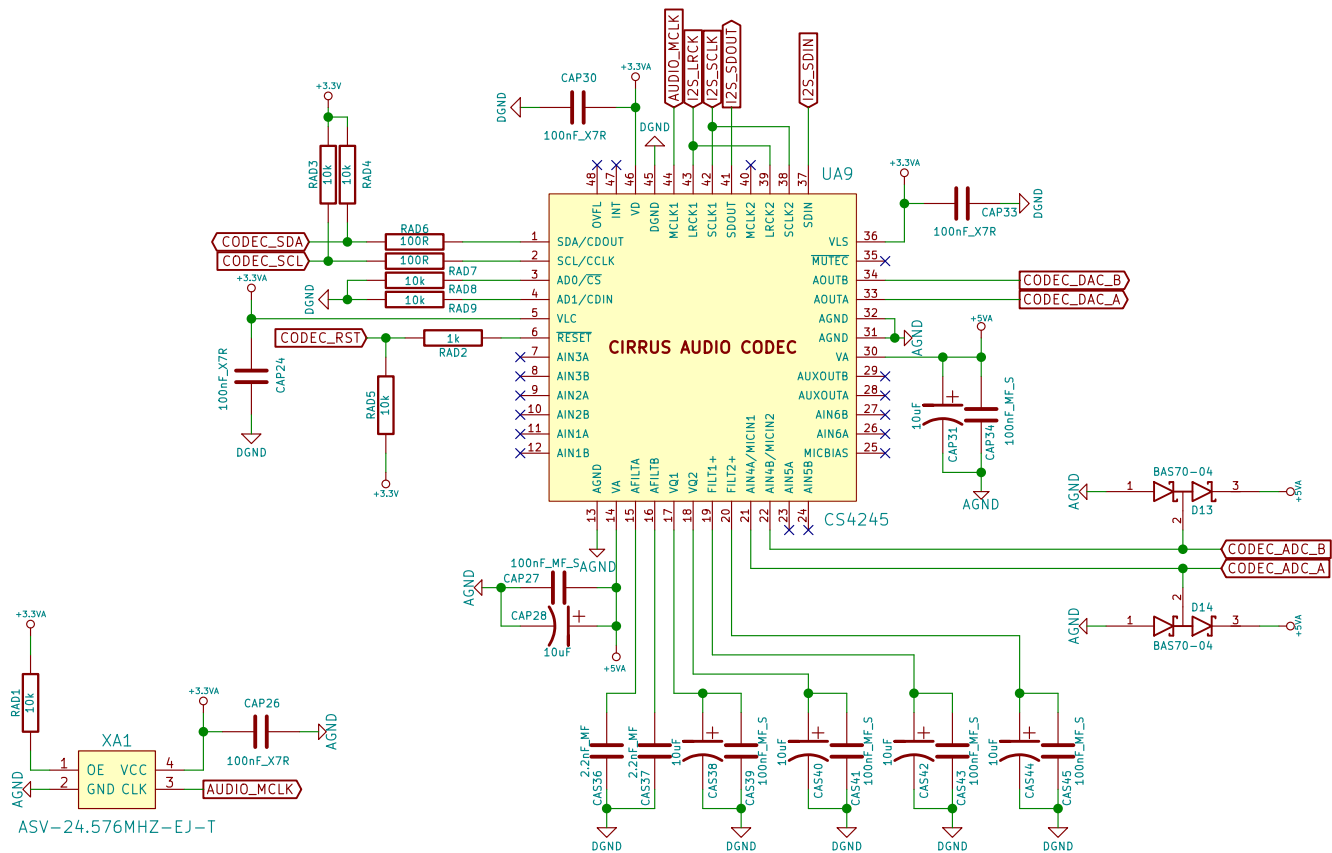 AUDIO_MCLK
I2S_LRCK
I2S_SCLK
I2S_SDOUT
I2S_SDIN
+3.3VA
CAP30
DGND
100nF_X7R
DGND
+3.3V
RAD3
10k
10k
RAD4
48
47
46
45
44
43
42
41
40
39
38
37
UA9
OVFL
INT
VD
DGND
MCLK1
LRCK1
SCLK1
SDOUT
MCLK2
LRCK2
SCLK2
SDIN
+3.3VA
CAP33
DGND
100nF_X7R
CODEC_SDA
RAD6
100R
1
SDA/CDOUT
VLS
36
CODEC_SCL
100R
2
SCL/CCLK
MUTEC
35
RAD7
10k
3
AD0/CS
AOUTB
34
CODEC_DAC_B
DGND
RAD8
10k
4
AD1/CDIN
AOUTA
33
CODEC_DAC_A
RAD9
+3.3VA
5
VLC
AGND
32
CODEC_RST
1k
RAD2
6
RESET
AGND
31
AGND
+5VA
CIRRUS AUDIO CODEC
7
AIN3A
VA
30
8
AIN3B
AUXOUTB
29
9
AIN2A
AUXOUTA
28
10
AIN2B
AIN6B
27
11
AIN1A
AIN6A
26
12
AIN1B
MICBIAS
25
100nF_X7R
CAP24
DGND
RAD5
10k
+3.3V
10uF
CAP31
CAP34
100nF_MF_S
AGND
AGND
VA
AFILTA
AFILTB
VQ1
VQ2
FILT1+
FILT2+
AIN4A/MICIN1
AIN4B/MICIN2
AIN5A
AIN5B
13
14
15
16
17
18
19
20
21
22
23
24
CS4245
BAS70-04
AGND
1
3
+5VA
D13
2
CODEC_ADC_B
CODEC_ADC_A
2
D14
AGND
1
3
+5VA
BAS70-04
AGND
100nF_MF_S
CAP27
AGND
CAP28
10uF
+5VA
+3.3VA
RAD1
10k
+3.3VA
CAP26
AGND
100nF_X7R
XA1
1
OE
VCC
4
AGND
2
GND
CLK
3
AUDIO_MCLK
ASV-24.576MHZ-EJ-T
2.2nF_MF
CAS36
2.2nF_MF
CAS37
10uF
CAS38
CAS39
100nF_MF_S
10uF
CAS40
CAS41
100nF_MF_S
10uF
CAS42
CAS43
100nF_MF_S
10uF
CAS44
CAS45
100nF_MF_S
DGND
DGND
DGND
DGND
DGND